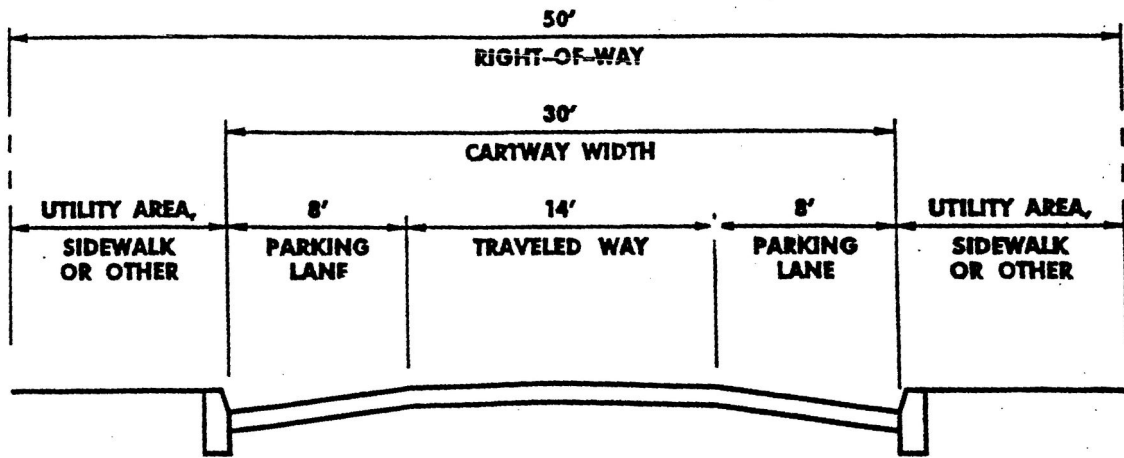 50'
RIGHT-OF-WAY
30'
CARTWAY WIDTH
UTILITY AREA,
SIDEWALK
OR OTHER
8'
PARKING
LANE
14'
TRAVELED WAY
8'
PARKING
LANE
UTILITY AREA,
SIDEWALK
OR OTHER